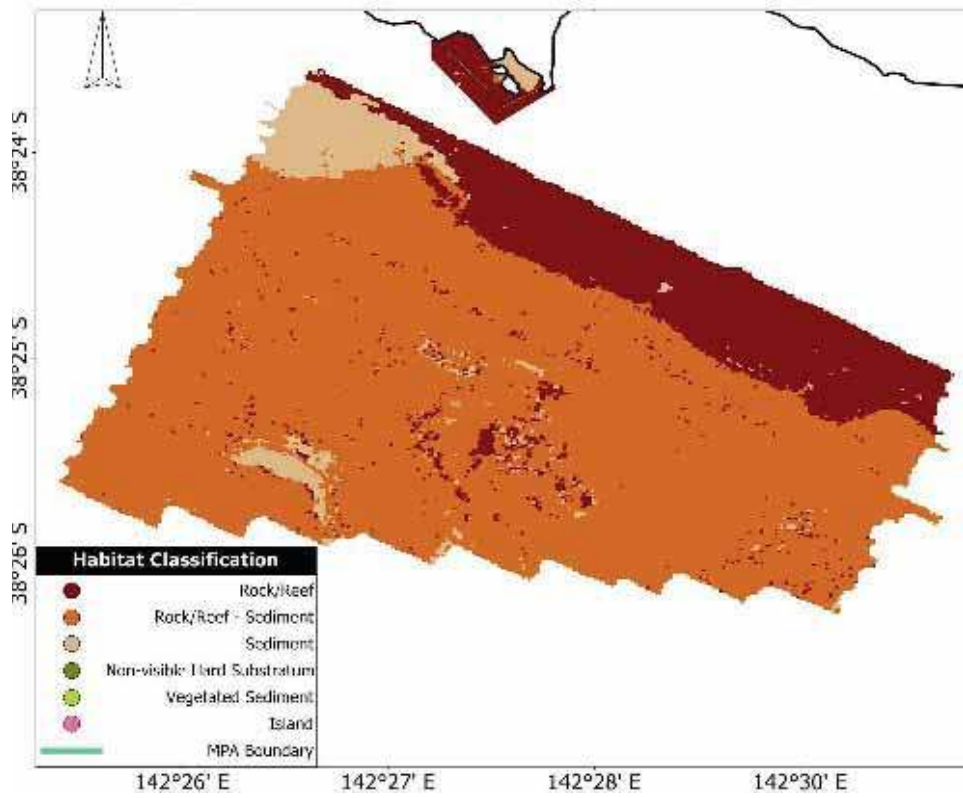 38°24' S
38°25' S
38°26' S
Habitat Classification
Rock/Reef
Rock/Reef - Sediment
Sediment
Non-visible Hard Substratum
Vegetated Sediment
Island
MPA Boundary
142°26' E 142°27' E 142°28' E 142°30' E